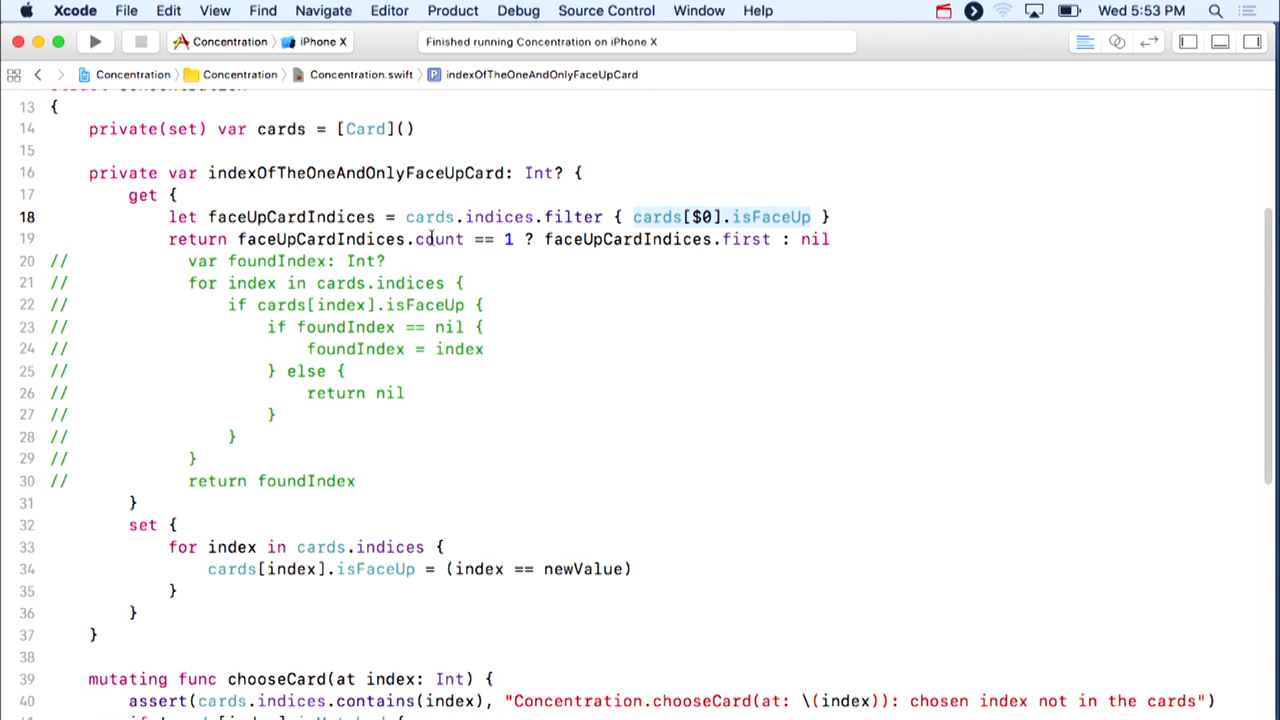 Xcode File Edit View Find Navigate Editor Product Debug Source Control Window Help Wed 5:53 PM
Concentration iPhone X Finished running Concentration on iPhone X
Concentration Concentration Concentration.swift P indexOfTheOneAndOnlyFaceUpCard
13 {
14 private(set) var cards = [Card]()
15
16 private var indexOfTheOneAndOnlyFaceUpCard: Int? {
17 get {
18 let faceUpCardIndices = cards.indices.filter { cards[$0].isFaceUp }
19 return faceUpCardIndices.count == 1 ? faceUpCardIndices.first : nil
20 // var foundIndex: Int?
21 // for index in cards.indices {
22 // if cards[index].isFaceUp {
23 // if foundIndex == nil {
24 // foundIndex = index
25 // } else {
26 // return nil
27 // }
28 // }
29 // }
30 // return foundIndex
31 }
32 set {
33 for index in cards.indices {
34 cards[index].isFaceUp = (index == newValue)
35 }
36 }
37 }
38
39 mutating func chooseCard(at index: Int) {
40 assert(cards.indices.contains(index), "Concentration.chooseCard(at: \(index)): chosen index not in the cards")